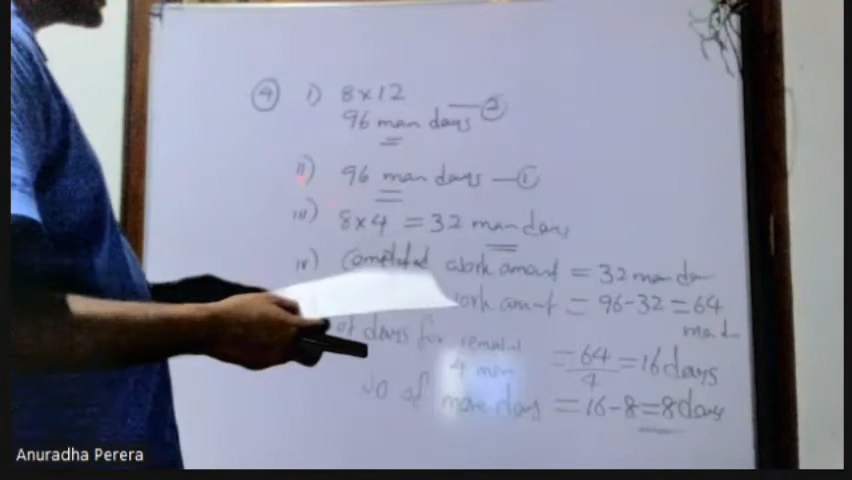 4 i) 8×12
96 man days — 2
ii) 96 man days — 1
iii) 8×4 = 32 man days
iv) Completed work amount = 32 man da
work amount = 96-32 = 64
man d
of days for remain
4 men = 64/4 = 16 days
No of more days = 16-8 = 8 days
Anuradha Perera